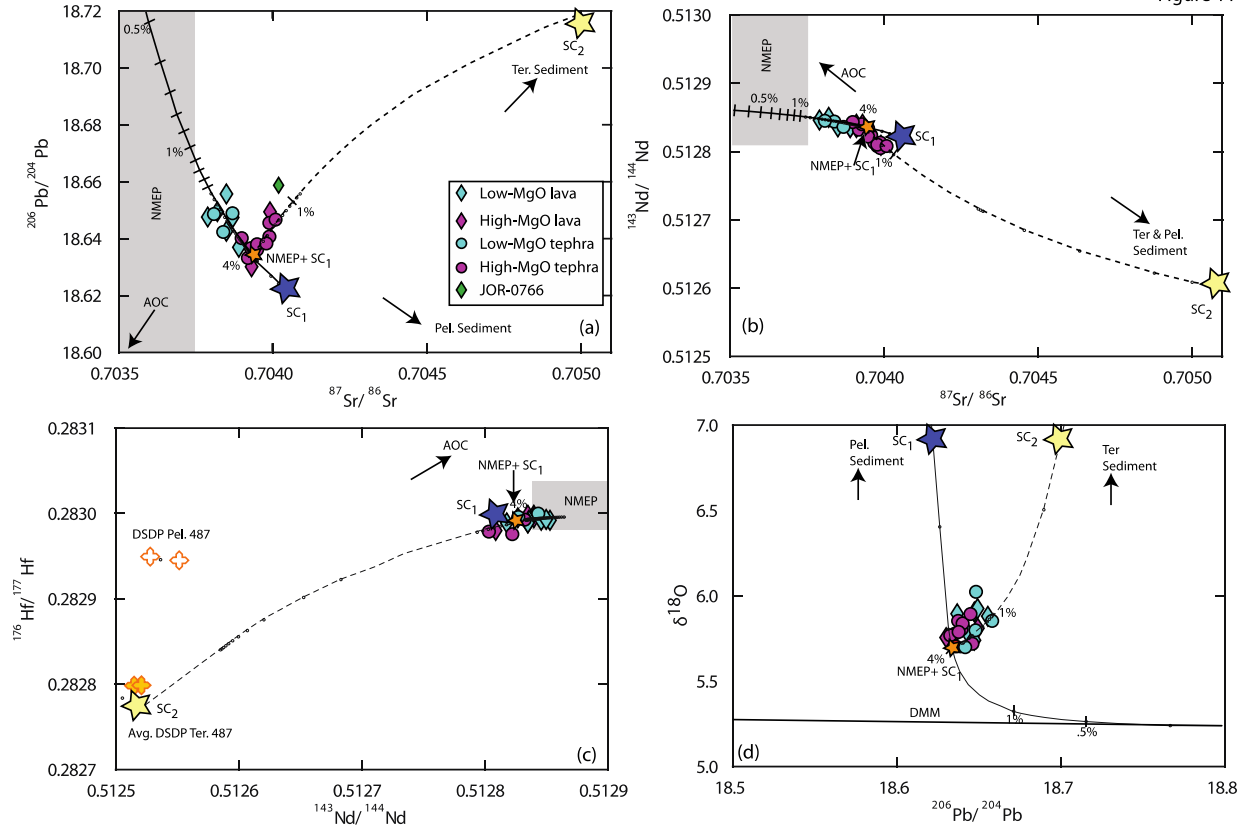 18.72
18.70
18.68
18.66
18.64
18.62
18.60
206 Pb/ 204 Pb
0.5%
1%
NMEP
AOC
4%
NMEP+ SC1
SC1
1%
SC2
Ter. Sediment
Pel. Sediment
Low-MgO lava
High-MgO lava
Low-MgO tephra
High-MgO tephra
JOR-0766
(a)
0.7035
0.7040
0.7045
0.7050
87Sr/ 86Sr
0.5130
0.5129
0.5128
0.5127
0.5126
0.5125
143Nd/ 144Nd
NMEP
0.5%
1%
AOC
4%
SC1
NMEP+ SC1
1%
Ter & Pel.
Sediment
SC2
(b)
0.7035
0.7040
0.7045
0.7050
87Sr/ 86Sr
0.2831
0.2830
0.2829
0.2828
0.2827
176 Hf/ 177 Hf
AOC
NMEP+ SC1
SC1
4%
NMEP
DSDP Pel. 487
SC2
Avg. DSDP Ter. 487
(c)
0.5125
0.5126
0.5127
0.5128
0.5129
143Nd/ 144Nd
7.0
6.5
6.0
5.5
5.0
δ18O
Pel.
Sediment
SC1
SC2
Ter
Sediment
1%
4%
NMEP+ SC1
DMM
1%
.5%
(d)
18.5
18.6
18.7
18.8
206Pb/ 204Pb